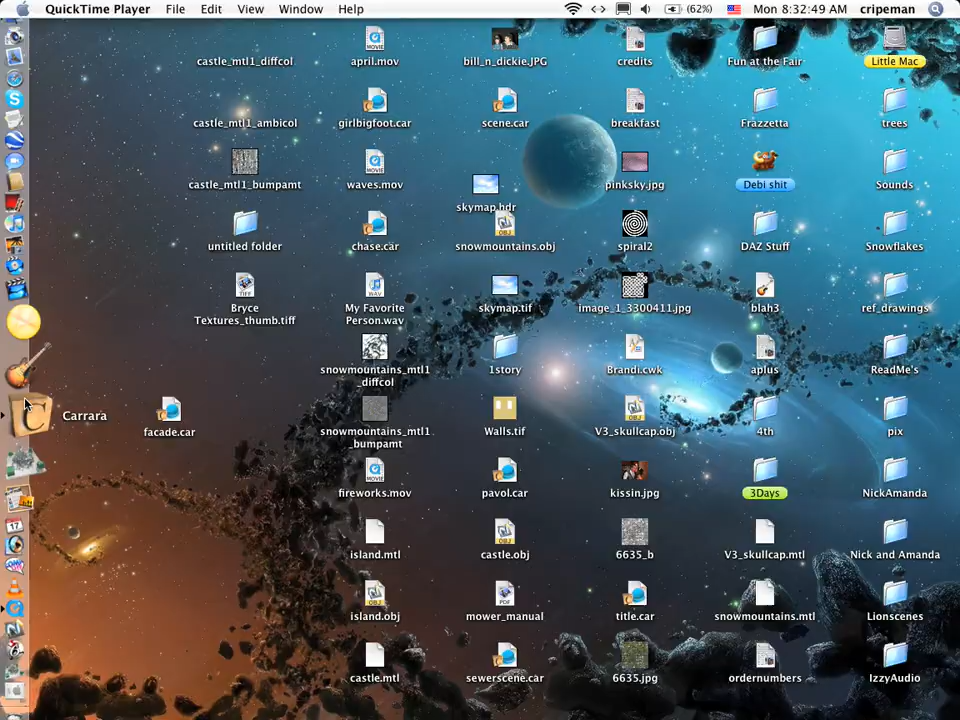 QuickTime Player File Edit View Window Help (62%) Mon 8:32:49 AM cripeman
castle_mtl1_diffcol april.mov bill_n_dickie.JPG credits Fun at the Fair Little Mac
castle_mtl1_ambicol girlbigfoot.car scene.car breakfast Frazzetta trees
castle_mtl1_bumpamt waves.mov skymap.hdr pinksky.jpg Debi shit Sounds
untitled folder chase.car snowmountains.obj spiral2 DAZ Stuff Snowflakes
Bryce
Textures_thumb.tiff
My Favorite
Person.wav
skymap.tif image_1_3300411.jpg blah3 ref_drawings
snowmountains_mtl1
diffcol
1story Brandi.cwk aplus ReadMe's
Carrara
facade.car
snowmountains_mtl1
_bumpamt
Walls.tif V3_skullcap.obj 4th pix
fireworks.mov pavol.car kissin.jpg 3Days NickAmanda
17
island.mtl castle.obj 6635_b V3_skullcap.mtl Nick and Amanda
island.obj mower_manual title.car snowmountains.mtl Lionscenes
castle.mtl sewerscene.car 6635.jpg ordernumbers IzzyAudio